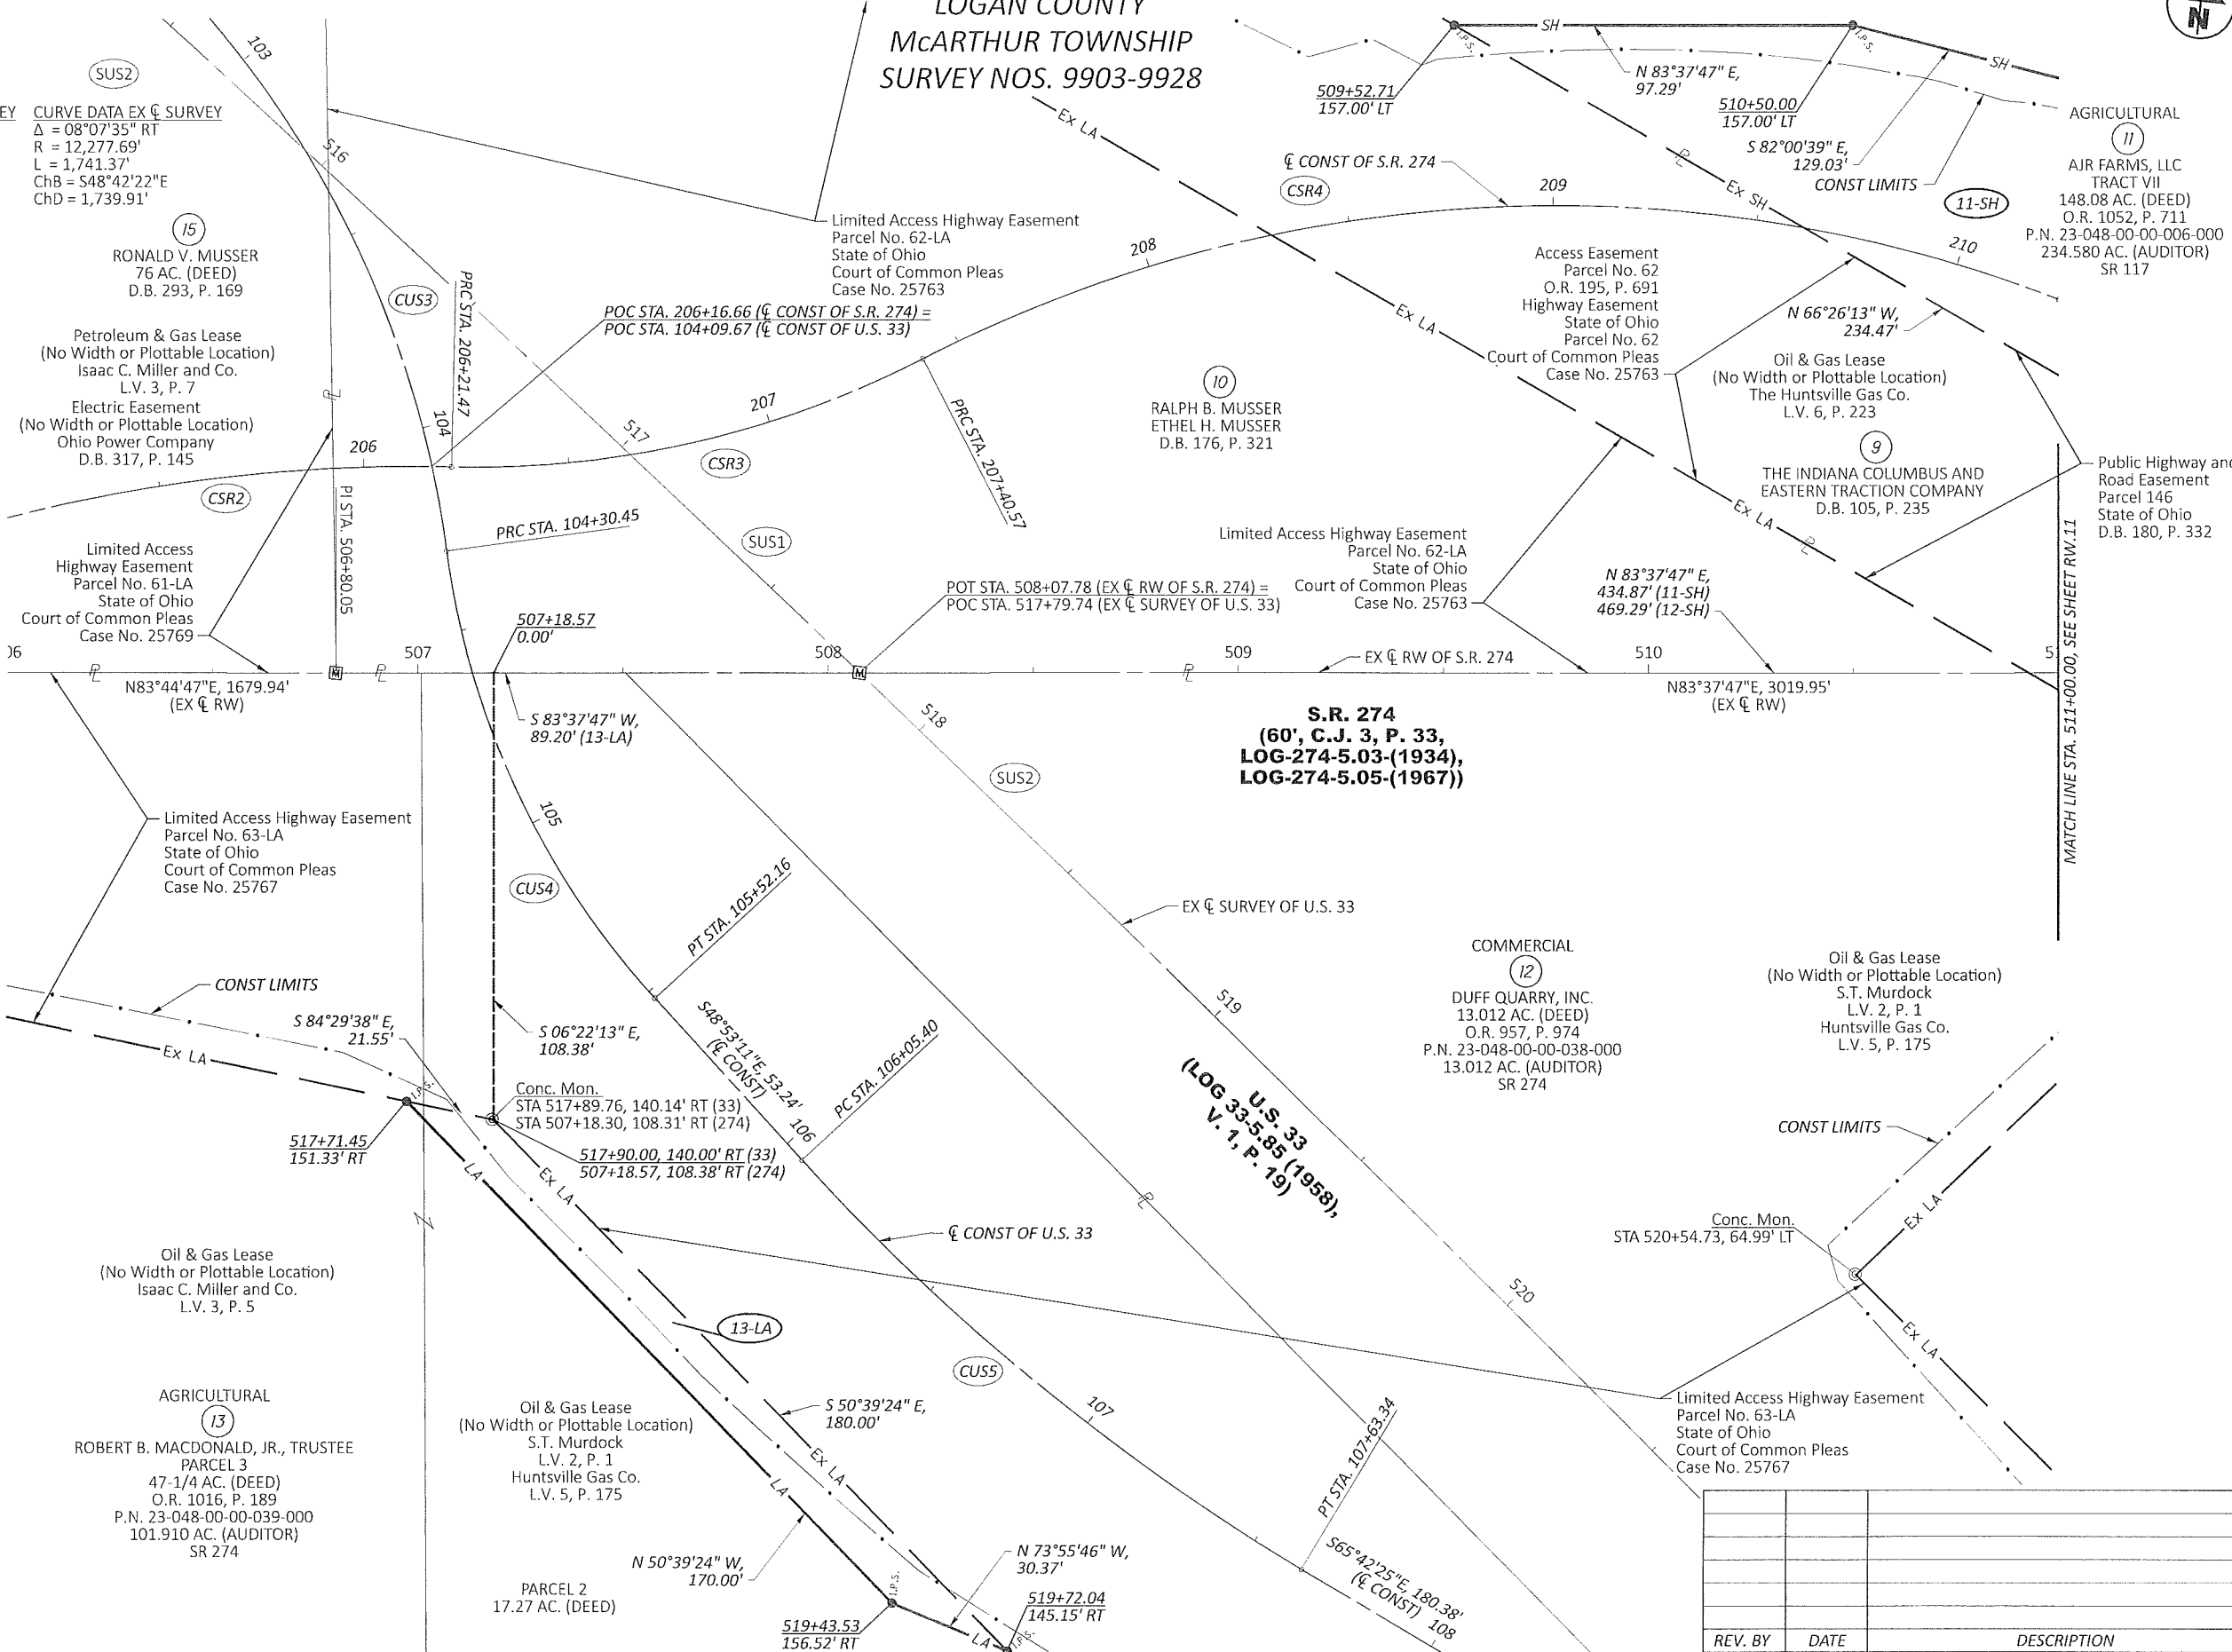 LOGAN COUNTY
McARTHUR TOWNSHIP
SURVEY NOS. 9903-9928
N
SUS2
EY
CURVE DATA EX ℄ SURVEY
Δ = 08°07'35" RT
R = 12,277.69'
L = 1,741.37'
ChB = S48°42'22"E
ChD = 1,739.91'
103
516
15
RONALD V. MUSSER
76 AC. (DEED)
D.B. 293, P. 169
Petroleum & Gas Lease
(No Width or Plottable Location)
Isaac C. Miller and Co.
L.V. 3, P. 7
Electric Easement
(No Width or Plottable Location)
Ohio Power Company
D.B. 317, P. 145
CUS3
PRC STA. 206+21.47
Limited Access Highway Easement
Parcel No. 62-LA
State of Ohio
Court of Common Pleas
Case No. 25763
POC STA. 206+16.66 (℄ CONST OF S.R. 274) =
POC STA. 104+09.67 (℄ CONST OF U.S. 33)
104
206
207
208
209
210
517
CSR2
CSR3
CSR4
PRC STA. 207+40.57
PRC STA. 104+30.45
SUS1
PI STA. 506+80.05
Ex LA
℄ CONST OF S.R. 274
509+52.71
157.00' LT
I.P.S.
SH
N 83°37'47" E,
97.29'
510+50.00
157.00' LT
I.P.S.
SH
S 82°00'39" E,
129.03'
CONST LIMITS
11-SH
AGRICULTURAL
11
AJR FARMS, LLC
TRACT VII
148.08 AC. (DEED)
O.R. 1052, P. 711
P.N. 23-048-00-00-006-000
234.580 AC. (AUDITOR)
SR 117
PL
Ex SH
Access Easement
Parcel No. 62
O.R. 195, P. 691
Highway Easement
State of Ohio
Parcel No. 62
Court of Common Pleas
Case No. 25763
N 66°26'13" W,
234.47'
Oil & Gas Lease
(No Width or Plottable Location)
The Huntsville Gas Co.
L.V. 6, P. 223
9
THE INDIANA COLUMBUS AND
EASTERN TRACTION COMPANY
D.B. 105, P. 235
Ex LA
10
RALPH B. MUSSER
ETHEL H. MUSSER
D.B. 176, P. 321
Ex LA
PL
Public Highway and
Road Easement
Parcel 146
State of Ohio
D.B. 180, P. 332
MATCH LINE STA. 511+00.00, SEE SHEET RW.11
PL
Limited Access
Highway Easement
Parcel No. 61-LA
State of Ohio
Court of Common Pleas
Case No. 25769
507+18.57
0.00'
POT STA. 508+07.78 (EX ℄ RW OF S.R. 274) =
POC STA. 517+79.74 (EX ℄ SURVEY OF U.S. 33)
Limited Access Highway Easement
Parcel No. 62-LA
State of Ohio
Court of Common Pleas
Case No. 25763
N 83°37'47" E,
434.87' (11-SH)
469.29' (12-SH)
06
507
508
509
510
51
M
M
PL
PL
PL
EX ℄ RW OF S.R. 274
N83°44'47"E, 1679.94'
(EX ℄ RW)
N83°37'47"E, 3019.95'
(EX ℄ RW)
S 83°37'47" W,
89.20' (13-LA)
518
SUS2
S.R. 274
(60', C.J. 3, P. 33,
LOG-274-5.03-(1934),
LOG-274-5.05-(1967))
Limited Access Highway Easement
Parcel No. 63-LA
State of Ohio
Court of Common Pleas
Case No. 25767
105
CUS4
PT STA. 105+52.16
EX ℄ SURVEY OF U.S. 33
519
COMMERCIAL
12
DUFF QUARRY, INC.
13.012 AC. (DEED)
O.R. 957, P. 974
P.N. 23-048-00-00-038-000
13.012 AC. (AUDITOR)
SR 274
Oil & Gas Lease
(No Width or Plottable Location)
S.T. Murdock
L.V. 2, P. 1
Huntsville Gas Co.
L.V. 5, P. 175
CONST LIMITS
S 84°29'38" E,
21.55'
Ex LA
S 06°22'13" E,
108.38'
S48°53'11"E, 53.24'
(℄ CONST)
PC STA. 106+05.40
106
I.P.S.
Conc. Mon.
STA 517+89.76, 140.14' RT (33)
STA 507+18.30, 108.31' RT (274)
517+71.45
151.33' RT
517+90.00, 140.00' RT (33)
507+18.57, 108.38' RT (274)
LA
Ex LA
U.S. 33
(LOG 33-5.85 (1958),
V. 1, P. 19)
PL
CONST LIMITS
Ex LA
Conc. Mon.
STA 520+54.73, 64.99' LT
Ex LA
520
℄ CONST OF U.S. 33
Oil & Gas Lease
(No Width or Plottable Location)
Isaac C. Miller and Co.
L.V. 3, P. 5
13-LA
CUS5
107
Limited Access Highway Easement
Parcel No. 63-LA
State of Ohio
Court of Common Pleas
Case No. 25767
AGRICULTURAL
13
ROBERT B. MACDONALD, JR., TRUSTEE
PARCEL 3
47-1/4 AC. (DEED)
O.R. 1016, P. 189
P.N. 23-048-00-00-039-000
101.910 AC. (AUDITOR)
SR 274
Oil & Gas Lease
(No Width or Plottable Location)
S.T. Murdock
L.V. 2, P. 1
Huntsville Gas Co.
L.V. 5, P. 175
S 50°39'24" E,
180.00'
Ex LA
LA
PT STA. 107+63.34
S65°42'25"E, 180.38'
(℄ CONST)
108
N 50°39'24" W,
170.00'
I.P.S.
N 73°55'46" W,
30.37'
PARCEL 2
17.27 AC. (DEED)
519+43.53
156.52' RT
519+72.04
145.15' RT
LA
I.P.S.
REV. BY
DATE
DESCRIPTION